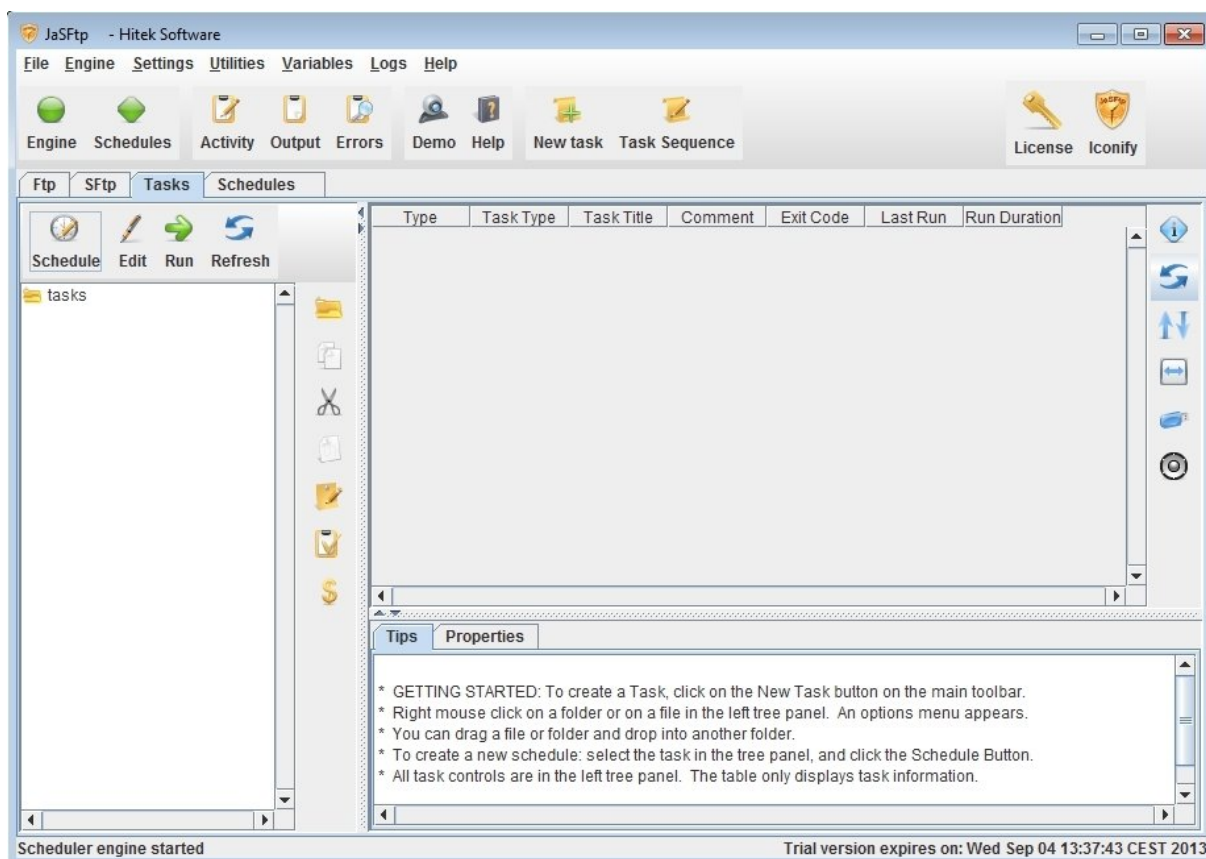 JaSFtp - Hitek Software
File Engine Settings Utilities Variables Logs Help
Engine Schedules Activity Output Errors Demo Help New task Task Sequence License Iconify
Ftp SFtp Tasks Schedules
Schedule Edit Run Refresh
tasks
Type Task Type Task Title Comment Exit Code Last Run Run Duration
Tips Properties
* GETTING STARTED: To create a Task, click on the New Task button on the main toolbar.
* Right mouse click on a folder or on a file in the left tree panel. An options menu appears.
* You can drag a file or folder and drop into another folder.
* To create a new schedule: select the task in the tree panel, and click the Schedule Button.
* All task controls are in the left tree panel. The table only displays task information.
Scheduler engine started Trial version expires on: Wed Sep 04 13:37:43 CEST 2013